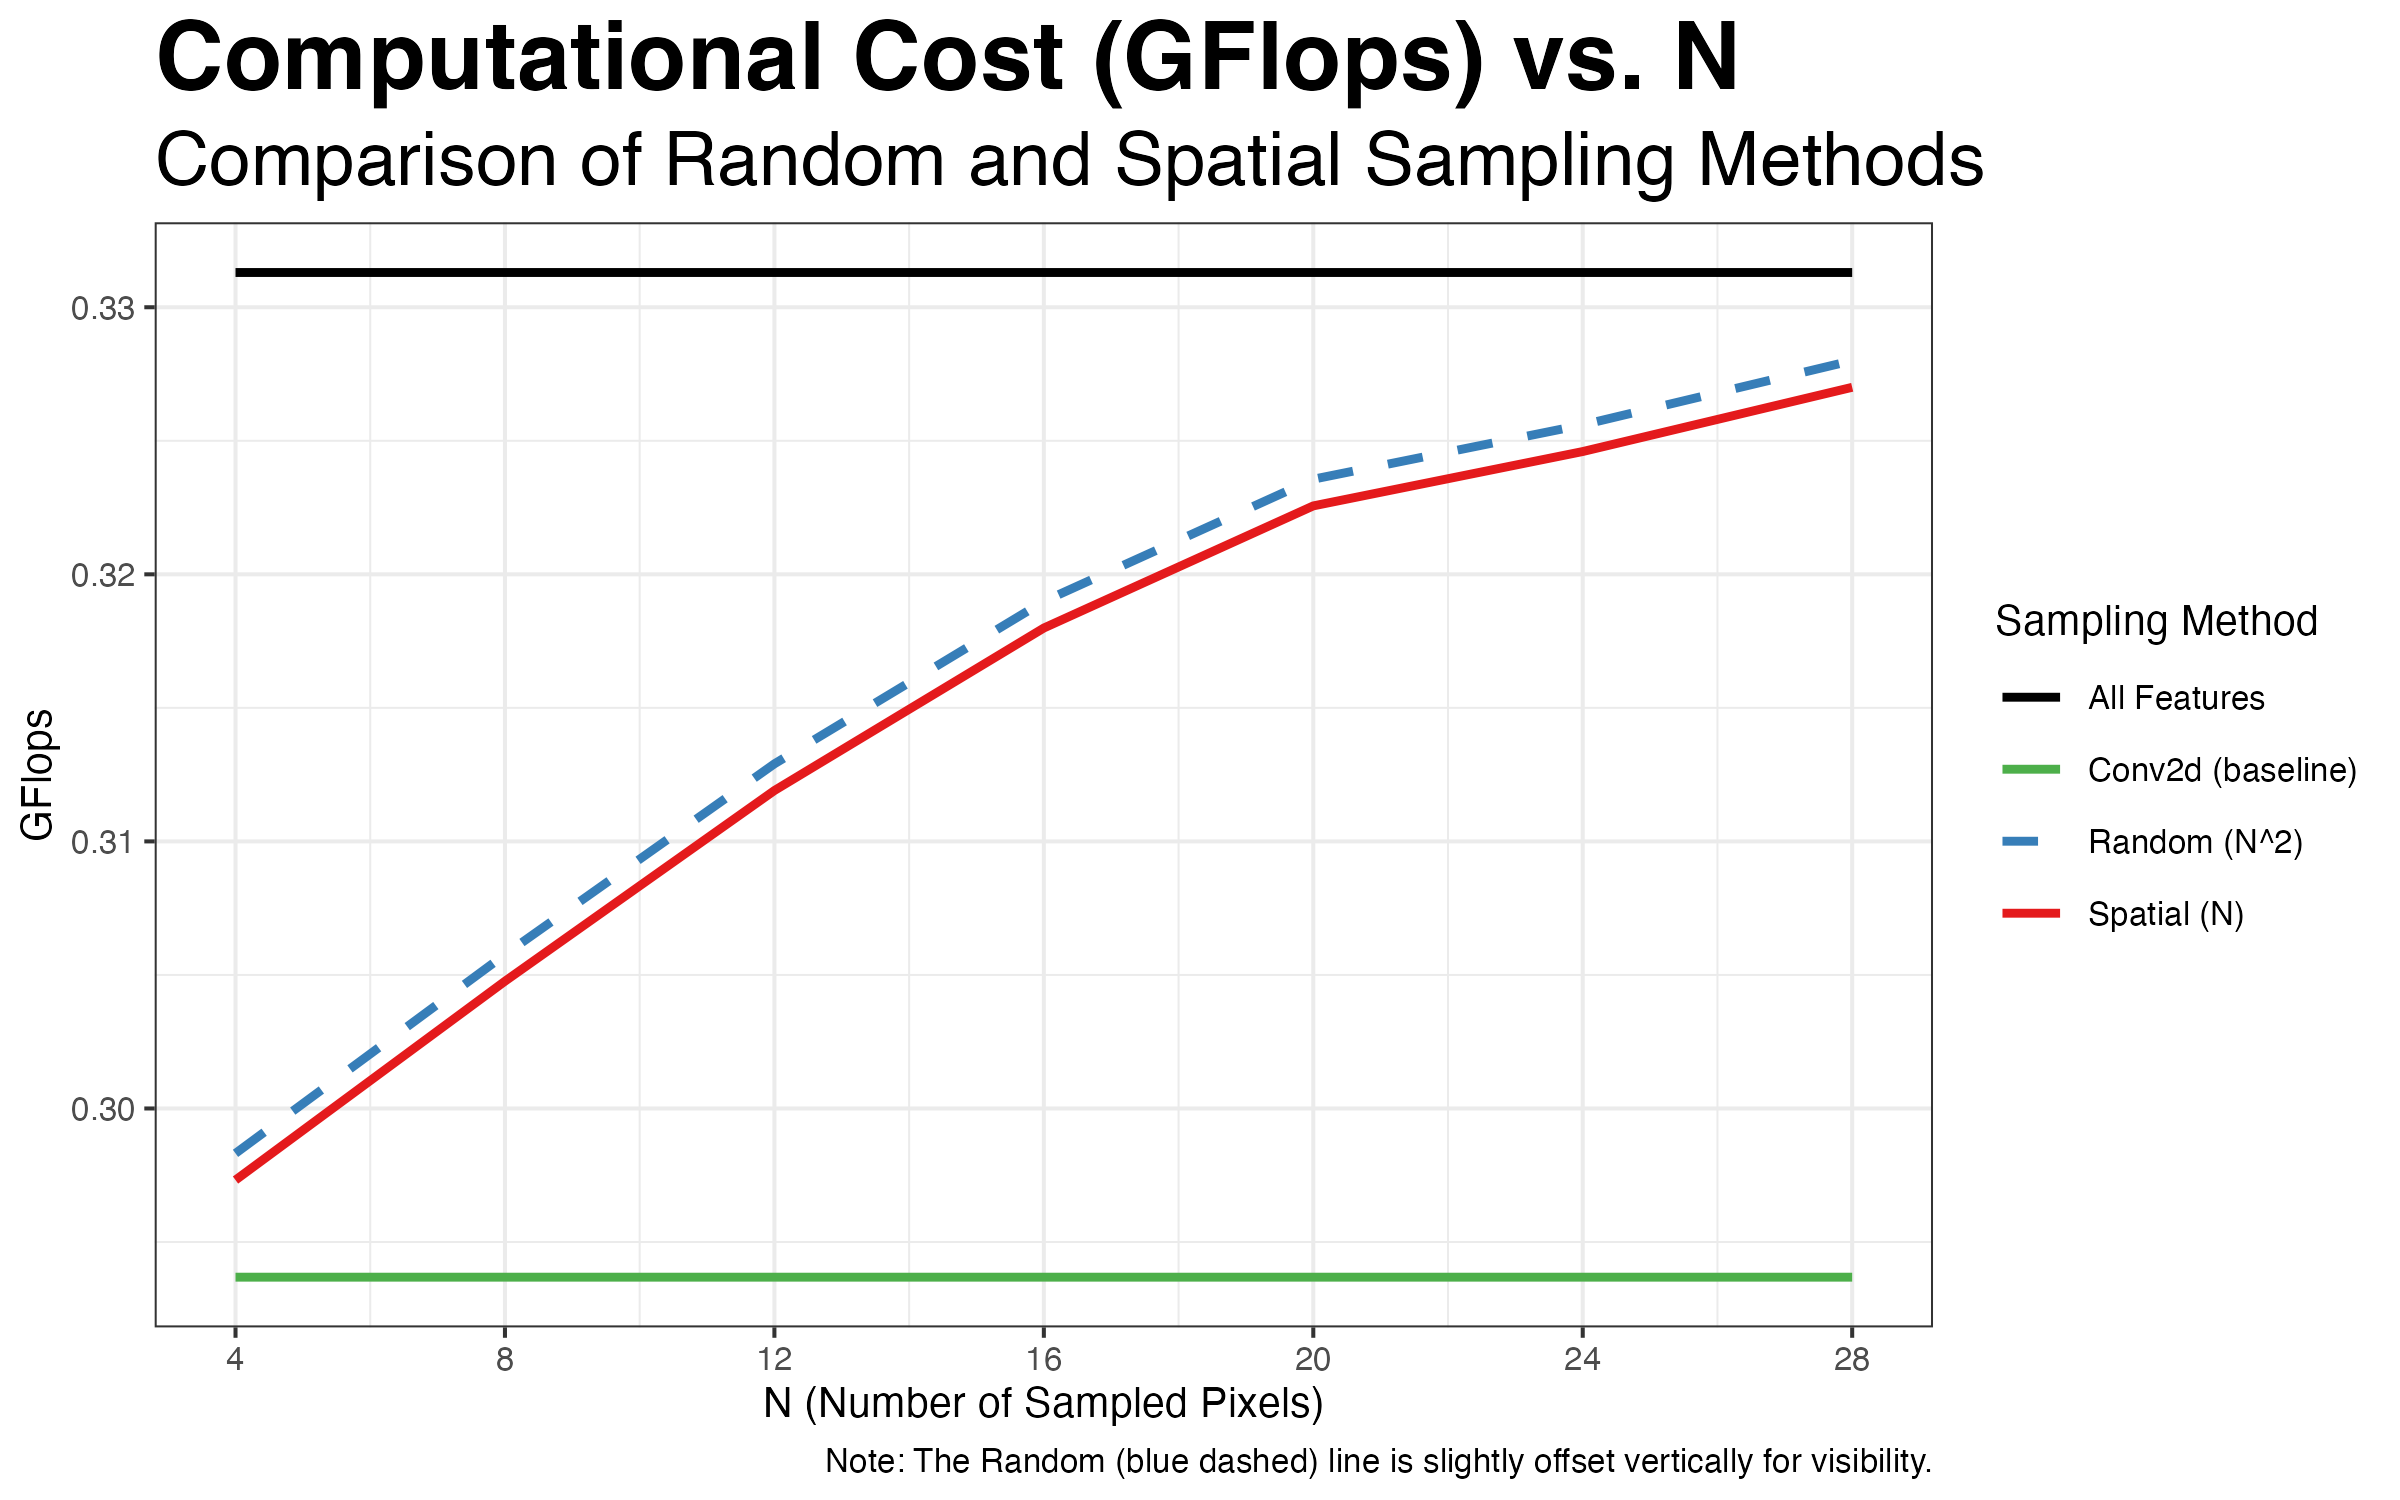 Computational Cost (GFlops) vs. N
Comparison of Random and Spatial Sampling Methods
GFlops
0.33
0.32
0.31
0.30
4 8 12 16 20 24 28
N (Number of Sampled Pixels)
Note: The Random (blue dashed) line is slightly offset vertically for visibility.
Sampling Method
All Features
Conv2d (baseline)
Random (N^2)
Spatial (N)